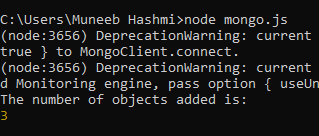 C:\Users\Muneeb Hashmi>node mongo.js
(node:3656) DeprecationWarning: current
true } to MongoClient.connect.
(node:3656) DeprecationWarning: current
d Monitoring engine, pass option { useUn
The number of objects added is:
3